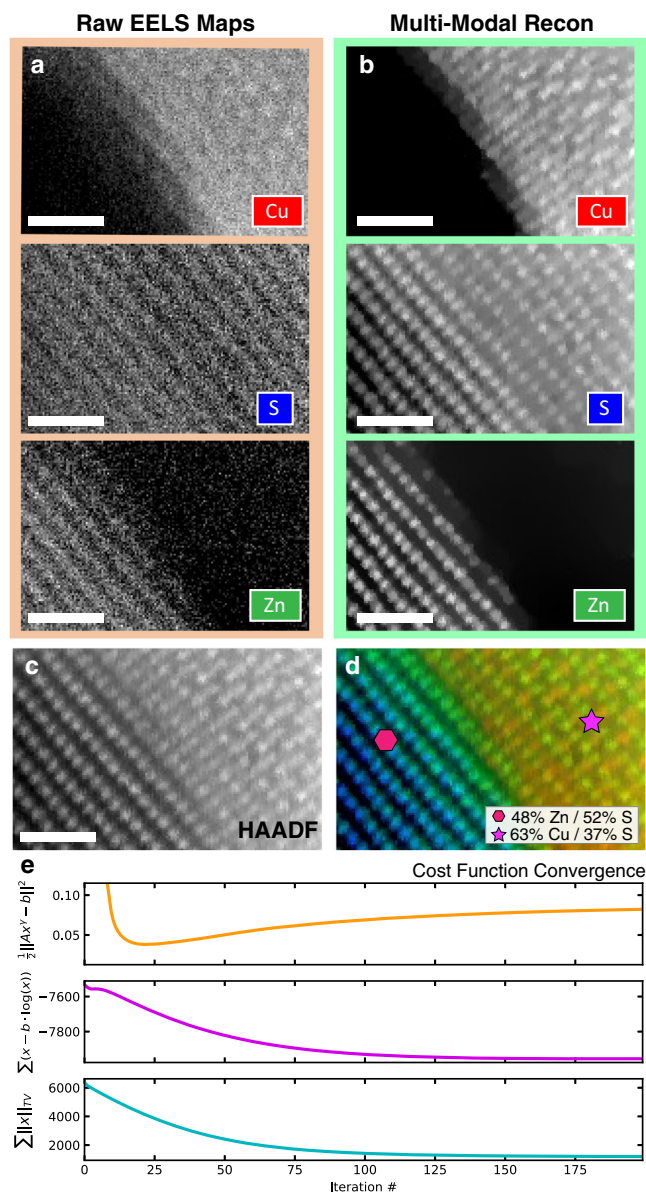 Raw EELS Maps
Multi-Modal Recon
a
b
Cu
Cu
S
S
Zn
Zn
c
HAADF
d
48% Zn / 52% S
63% Cu / 37% S
e
Cost Function Convergence
½||Axᵞ − b||²
0.10
0.05
∑(x − b · log(x))
−7600
−7800
∑||x||TV
6000
4000
2000
0
25
50
75
100
125
150
175
Iteration #